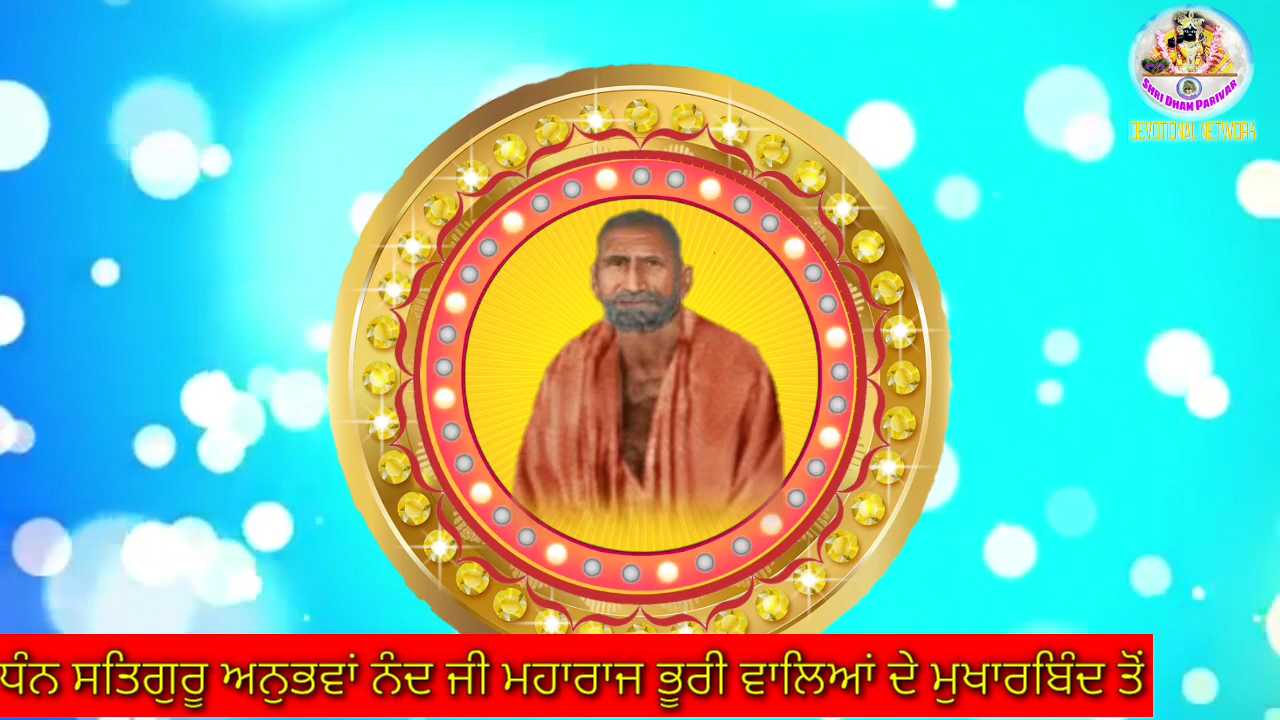 SHRI DHAM PARIVAR
DEVOTIONAL NETWORK
ਧੰਨ ਸਤਿਗੁਰੂ ਅਨੁਭਵਾਂ ਨੰਦ ਜੀ ਮਹਾਰਾਜ ਭੂਰੀ ਵਾਲਿਆਂ ਦੇ ਮੁਖਾਰਬਿੰਦ ਤੋਂ